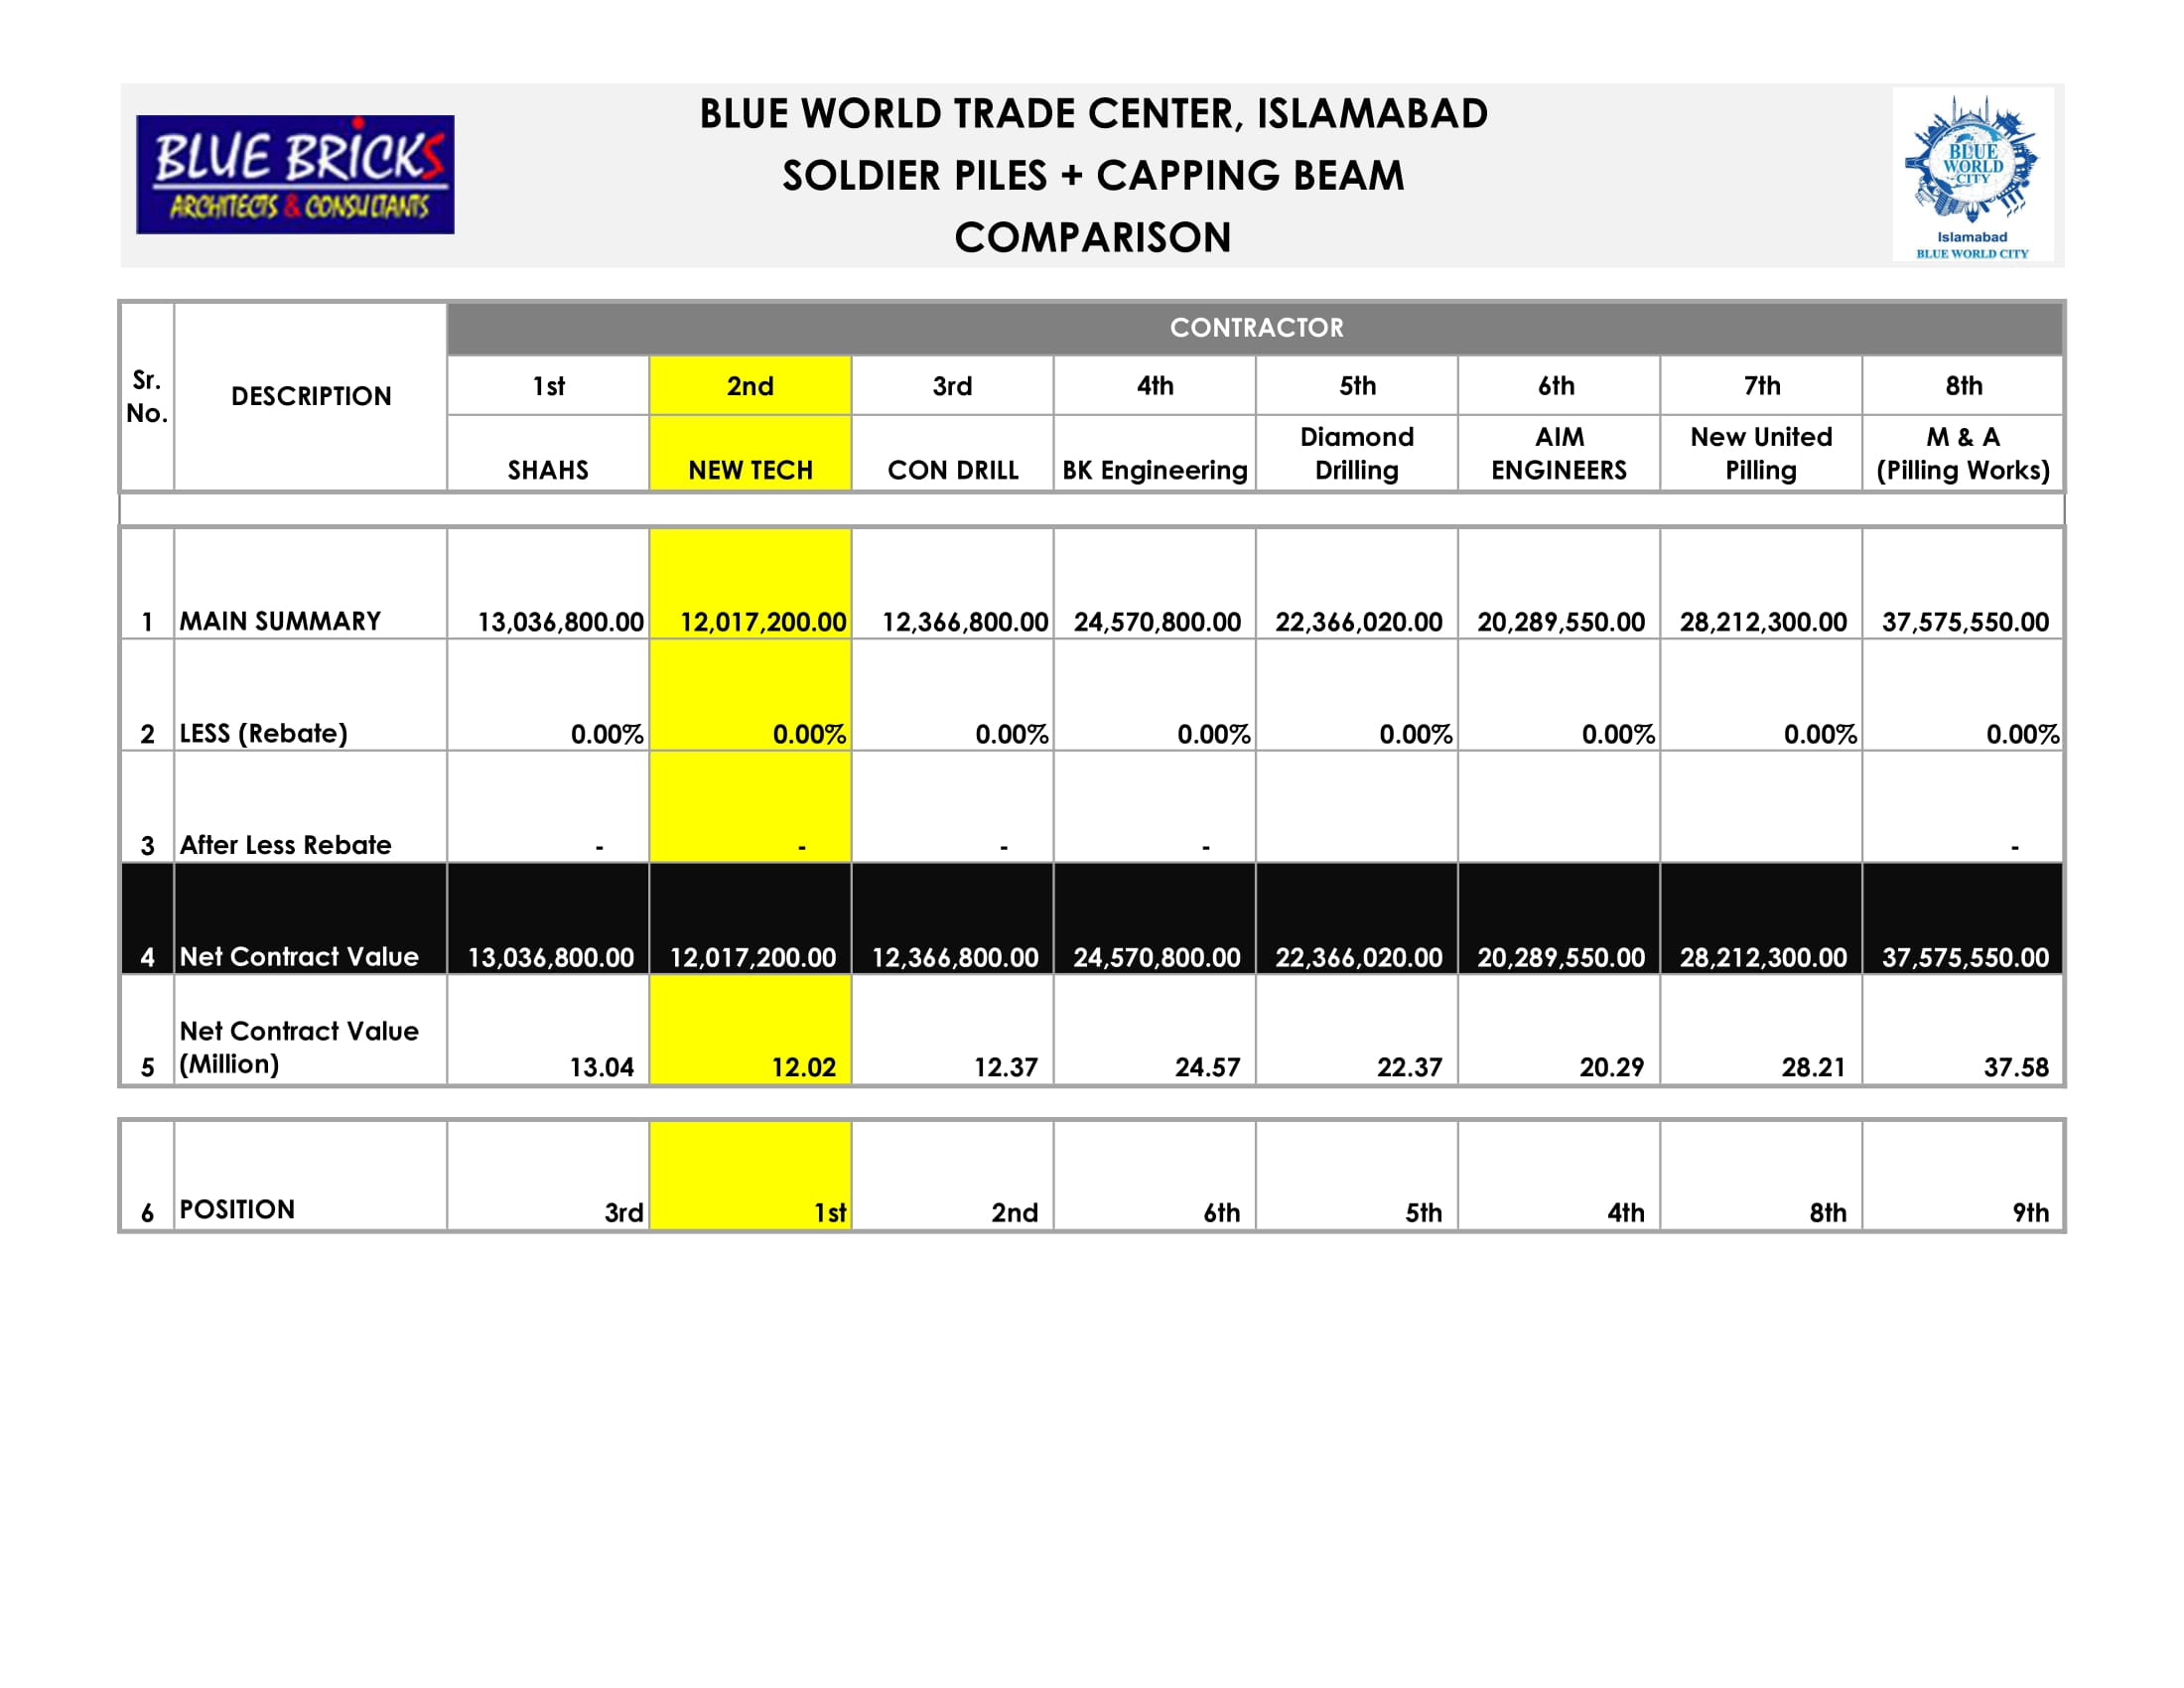 BLUE BRICKS
ARCHITECTS & CONSULTANTS
BLUE WORLD TRADE CENTER, ISLAMABAD
SOLDIER PILES + CAPPING BEAM
COMPARISON
BLUE
WORLD
CITY
Islamabad
BLUE WORLD CITY
Sr. No. DESCRIPTION CONTRACTOR
1st 2nd 3rd 4th 5th 6th 7th 8th
SHAHS NEW TECH CON DRILL BK Engineering Diamond Drilling AIM ENGINEERS New United Pilling M & A (Pilling Works)
1 MAIN SUMMARY 13,036,800.00 12,017,200.00 12,366,800.00 24,570,800.00 22,366,020.00 20,289,550.00 28,212,300.00 37,575,550.00
2 LESS (Rebate) 0.00% 0.00% 0.00% 0.00% 0.00% 0.00% 0.00% 0.00%
3 After Less Rebate - - - - -
4 Net Contract Value 13,036,800.00 12,017,200.00 12,366,800.00 24,570,800.00 22,366,020.00 20,289,550.00 28,212,300.00 37,575,550.00
5 Net Contract Value (Million) 13.04 12.02 12.37 24.57 22.37 20.29 28.21 37.58
6 POSITION 3rd 1st 2nd 6th 5th 4th 8th 9th